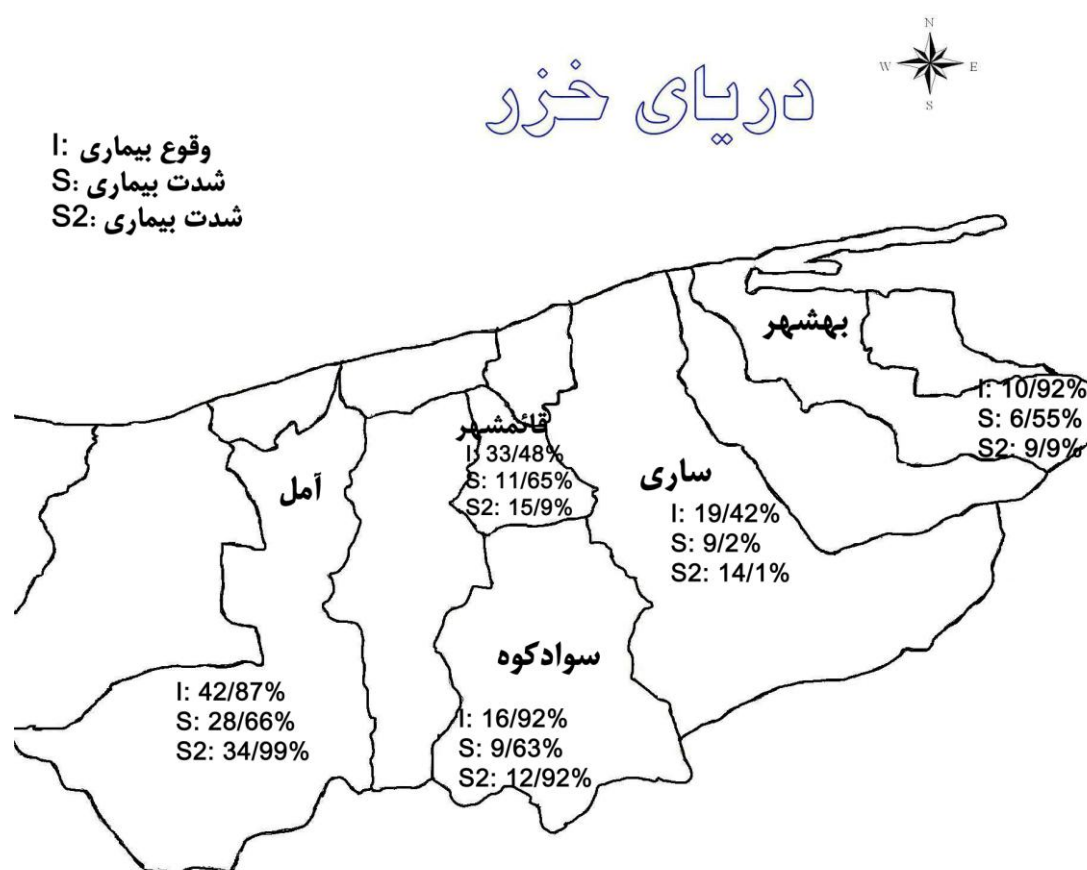 N
W E
S
دریای خزر
I: وقوع بیماری
S: شدت بیماری
S2: شدت بیماری
بهشهر
I: 10/92%
S: 6/55%
S2: 9/9%
قائمشهر
I: 33/48%
S: 11/65%
S2: 15/9%
ساری
I: 19/42%
S: 9/2%
S2: 14/1%
آمل
I: 42/87%
S: 28/66%
S2: 34/99%
سوادکوه
I: 16/92%
S: 9/63%
S2: 12/92%